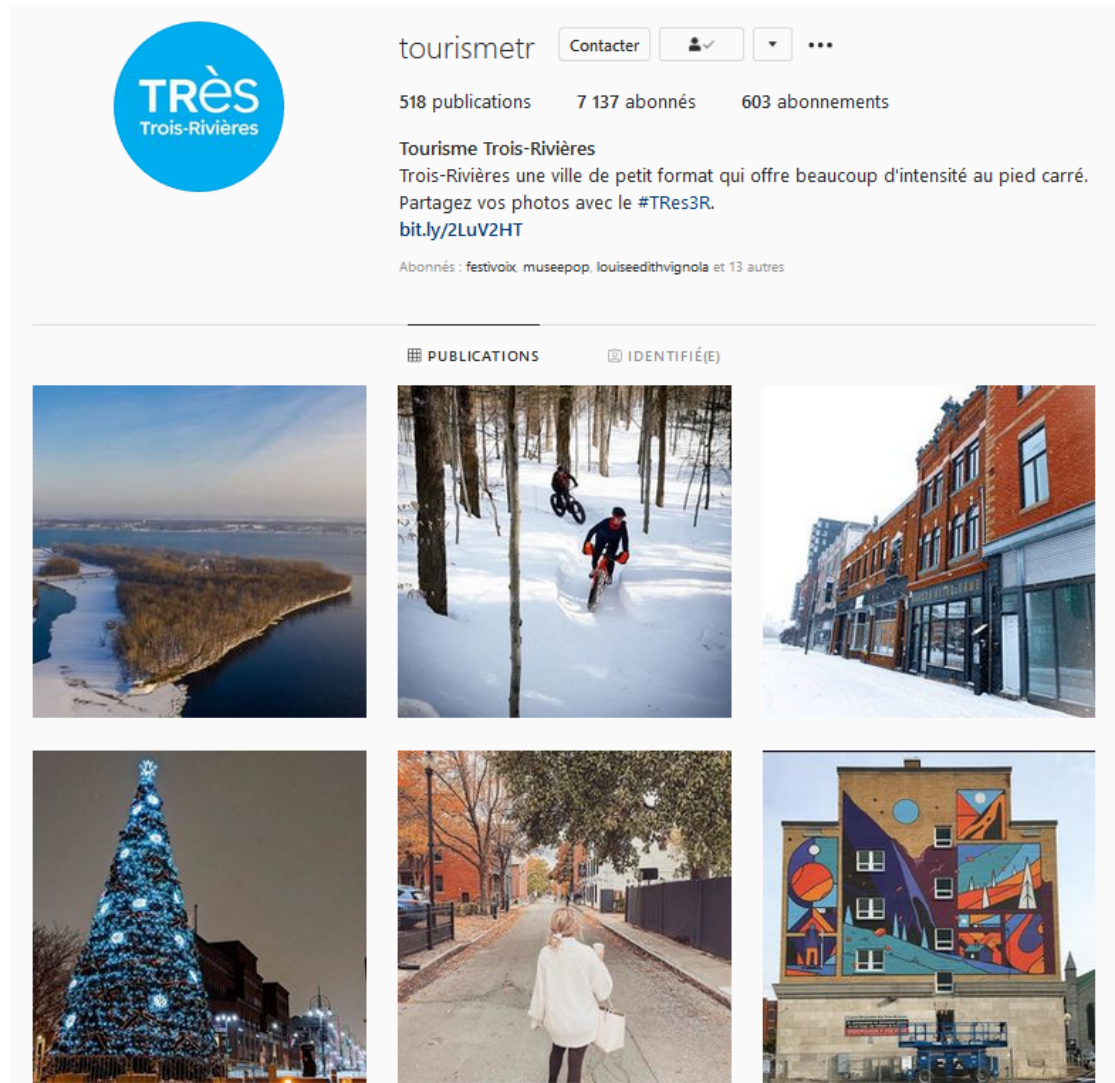 TRÈS
Trois-Rivières
tourismetr Contacter
518 publications 7 137 abonnés 603 abonnements
Tourisme Trois-Rivières
Trois-Rivières une ville de petit format qui offre beaucoup d'intensité au pied carré.
Partagez vos photos avec le #TRes3R.
bit.ly/2LuV2HT
Abonnés : festivoix, museepop, louiseedithvignola et 13 autres
PUBLICATIONS IDENTIFIÉ(E)